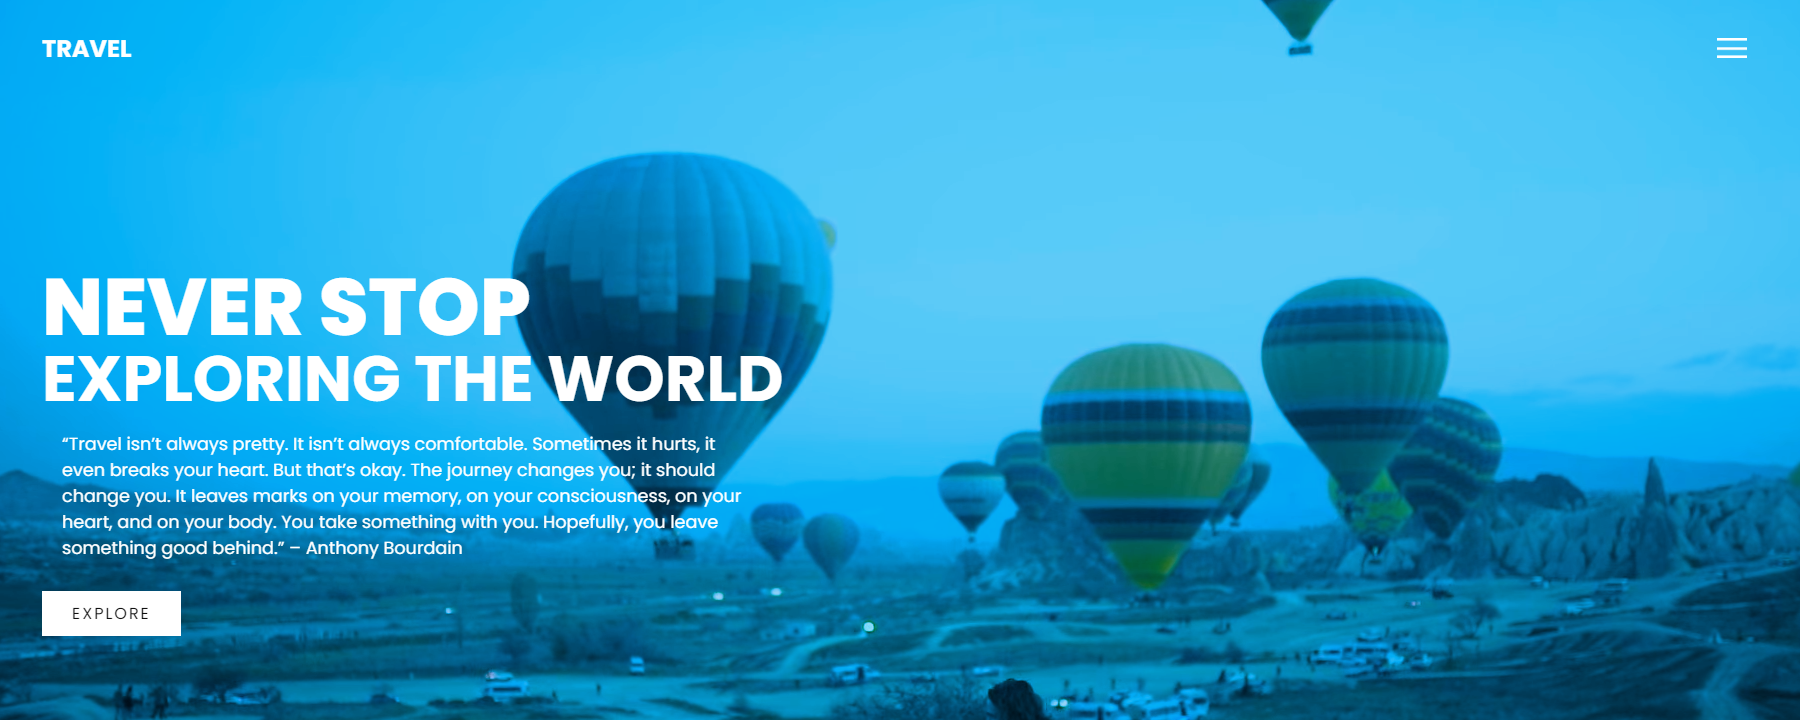 TRAVEL
NEVER STOP
EXPLORING THE WORLD
“Travel isn’t always pretty. It isn’t always comfortable. Sometimes it hurts, it
even breaks your heart. But that’s okay. The journey changes you; it should
change you. It leaves marks on your memory, on your consciousness, on your
heart, and on your body. You take something with you. Hopefully, you leave
something good behind.” – Anthony Bourdain
EXPLORE